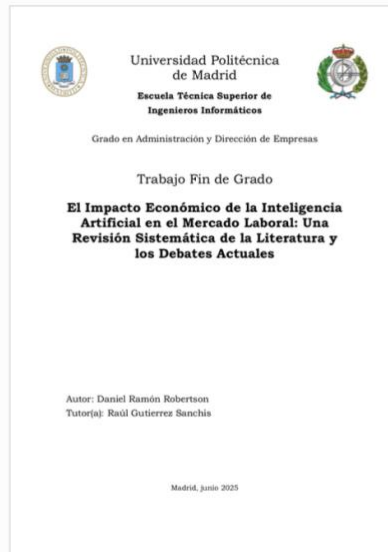 Universidad Politécnica
de Madrid
Escuela Técnica Superior de
Ingenieros Informáticos
Grado en Administración y Dirección de Empresas
Trabajo Fin de Grado
El Impacto Económico de la Inteligencia
Artificial en el Mercado Laboral: Una
Revisión Sistemática de la Literatura y
los Debates Actuales
Autor: Daniel Ramón Robertson
Tutor(a): Raúl Gutierrez Sanchis
Madrid, junio 2025